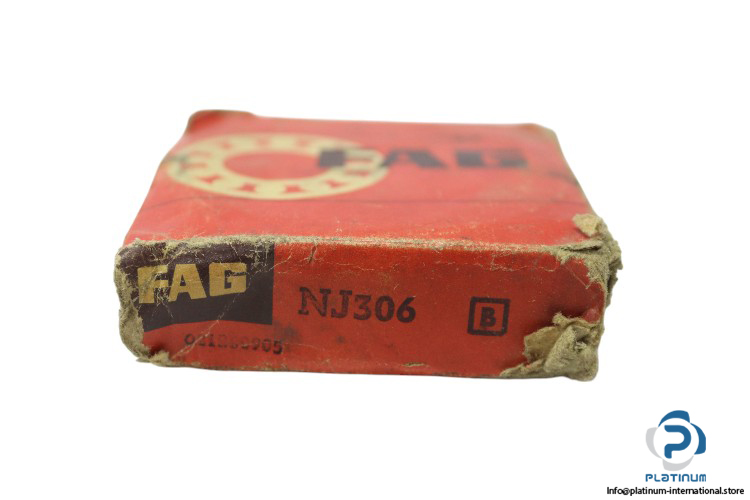 FAG
FAG
NJ306
B
PLATINUM
Info@platinum-international.store